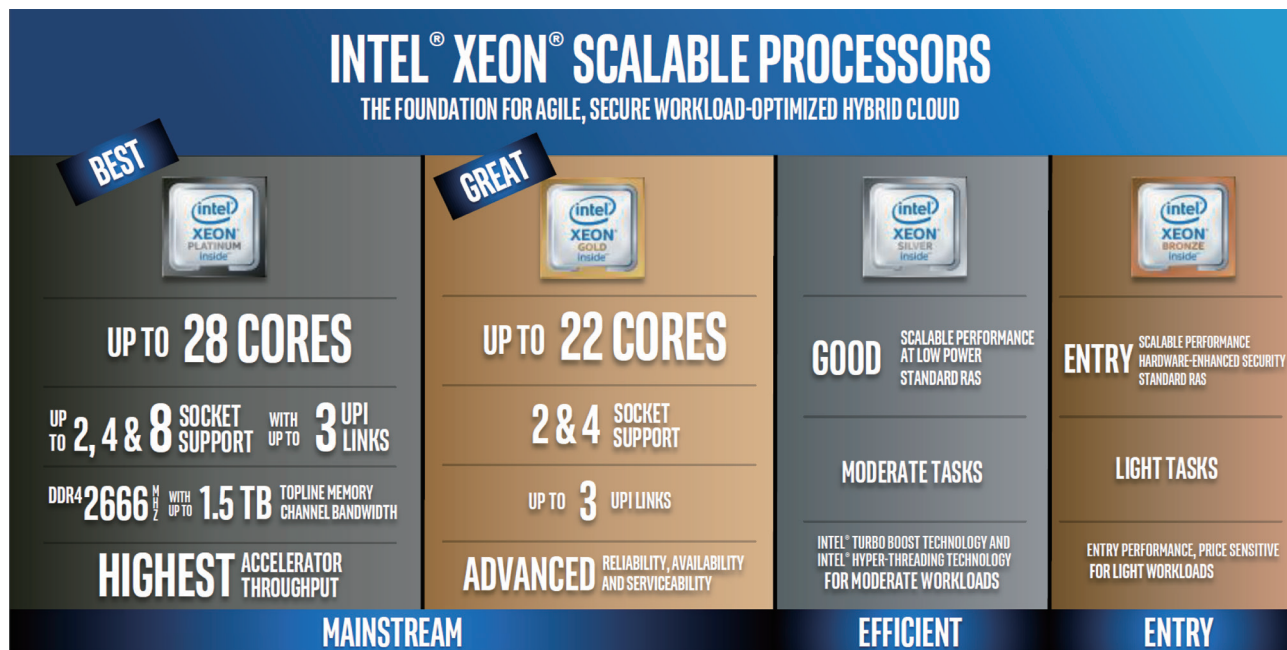 INTEL® XEON® SCALABLE PROCESSORS
THE FOUNDATION FOR AGILE, SECURE WORKLOAD-OPTIMIZED HYBRID CLOUD
BEST
intel
XEON®
PLATINUM
inside™
UP TO 28 CORES
UP TO 2, 4 & 8 SOCKET SUPPORT WITH UP TO 3 UPI LINKS
DDR4 2666 MHZ WITH UP TO 1.5 TB TOPLINE MEMORY CHANNEL BANDWIDTH
HIGHEST ACCELERATOR THROUGHPUT
GREAT
intel
XEON®
GOLD
inside™
UP TO 22 CORES
2 & 4 SOCKET SUPPORT
UP TO 3 UPI LINKS
ADVANCED RELIABILITY, AVAILABILITY AND SERVICEABILITY
MAINSTREAM
intel
XEON®
SILVER
inside™
GOOD SCALABLE PERFORMANCE
AT LOW POWER
STANDARD RAS
MODERATE TASKS
INTEL® TURBO BOOST TECHNOLOGY AND
INTEL® HYPER-THREADING TECHNOLOGY
FOR MODERATE WORKLOADS
EFFICIENT
intel
XEON®
BRONZE
inside™
ENTRY SCALABLE PERFORMANCE
HARDWARE-ENHANCED SECURITY
STANDARD RAS
LIGHT TASKS
ENTRY PERFORMANCE, PRICE SENSITIVE
FOR LIGHT WORKLOADS
ENTRY